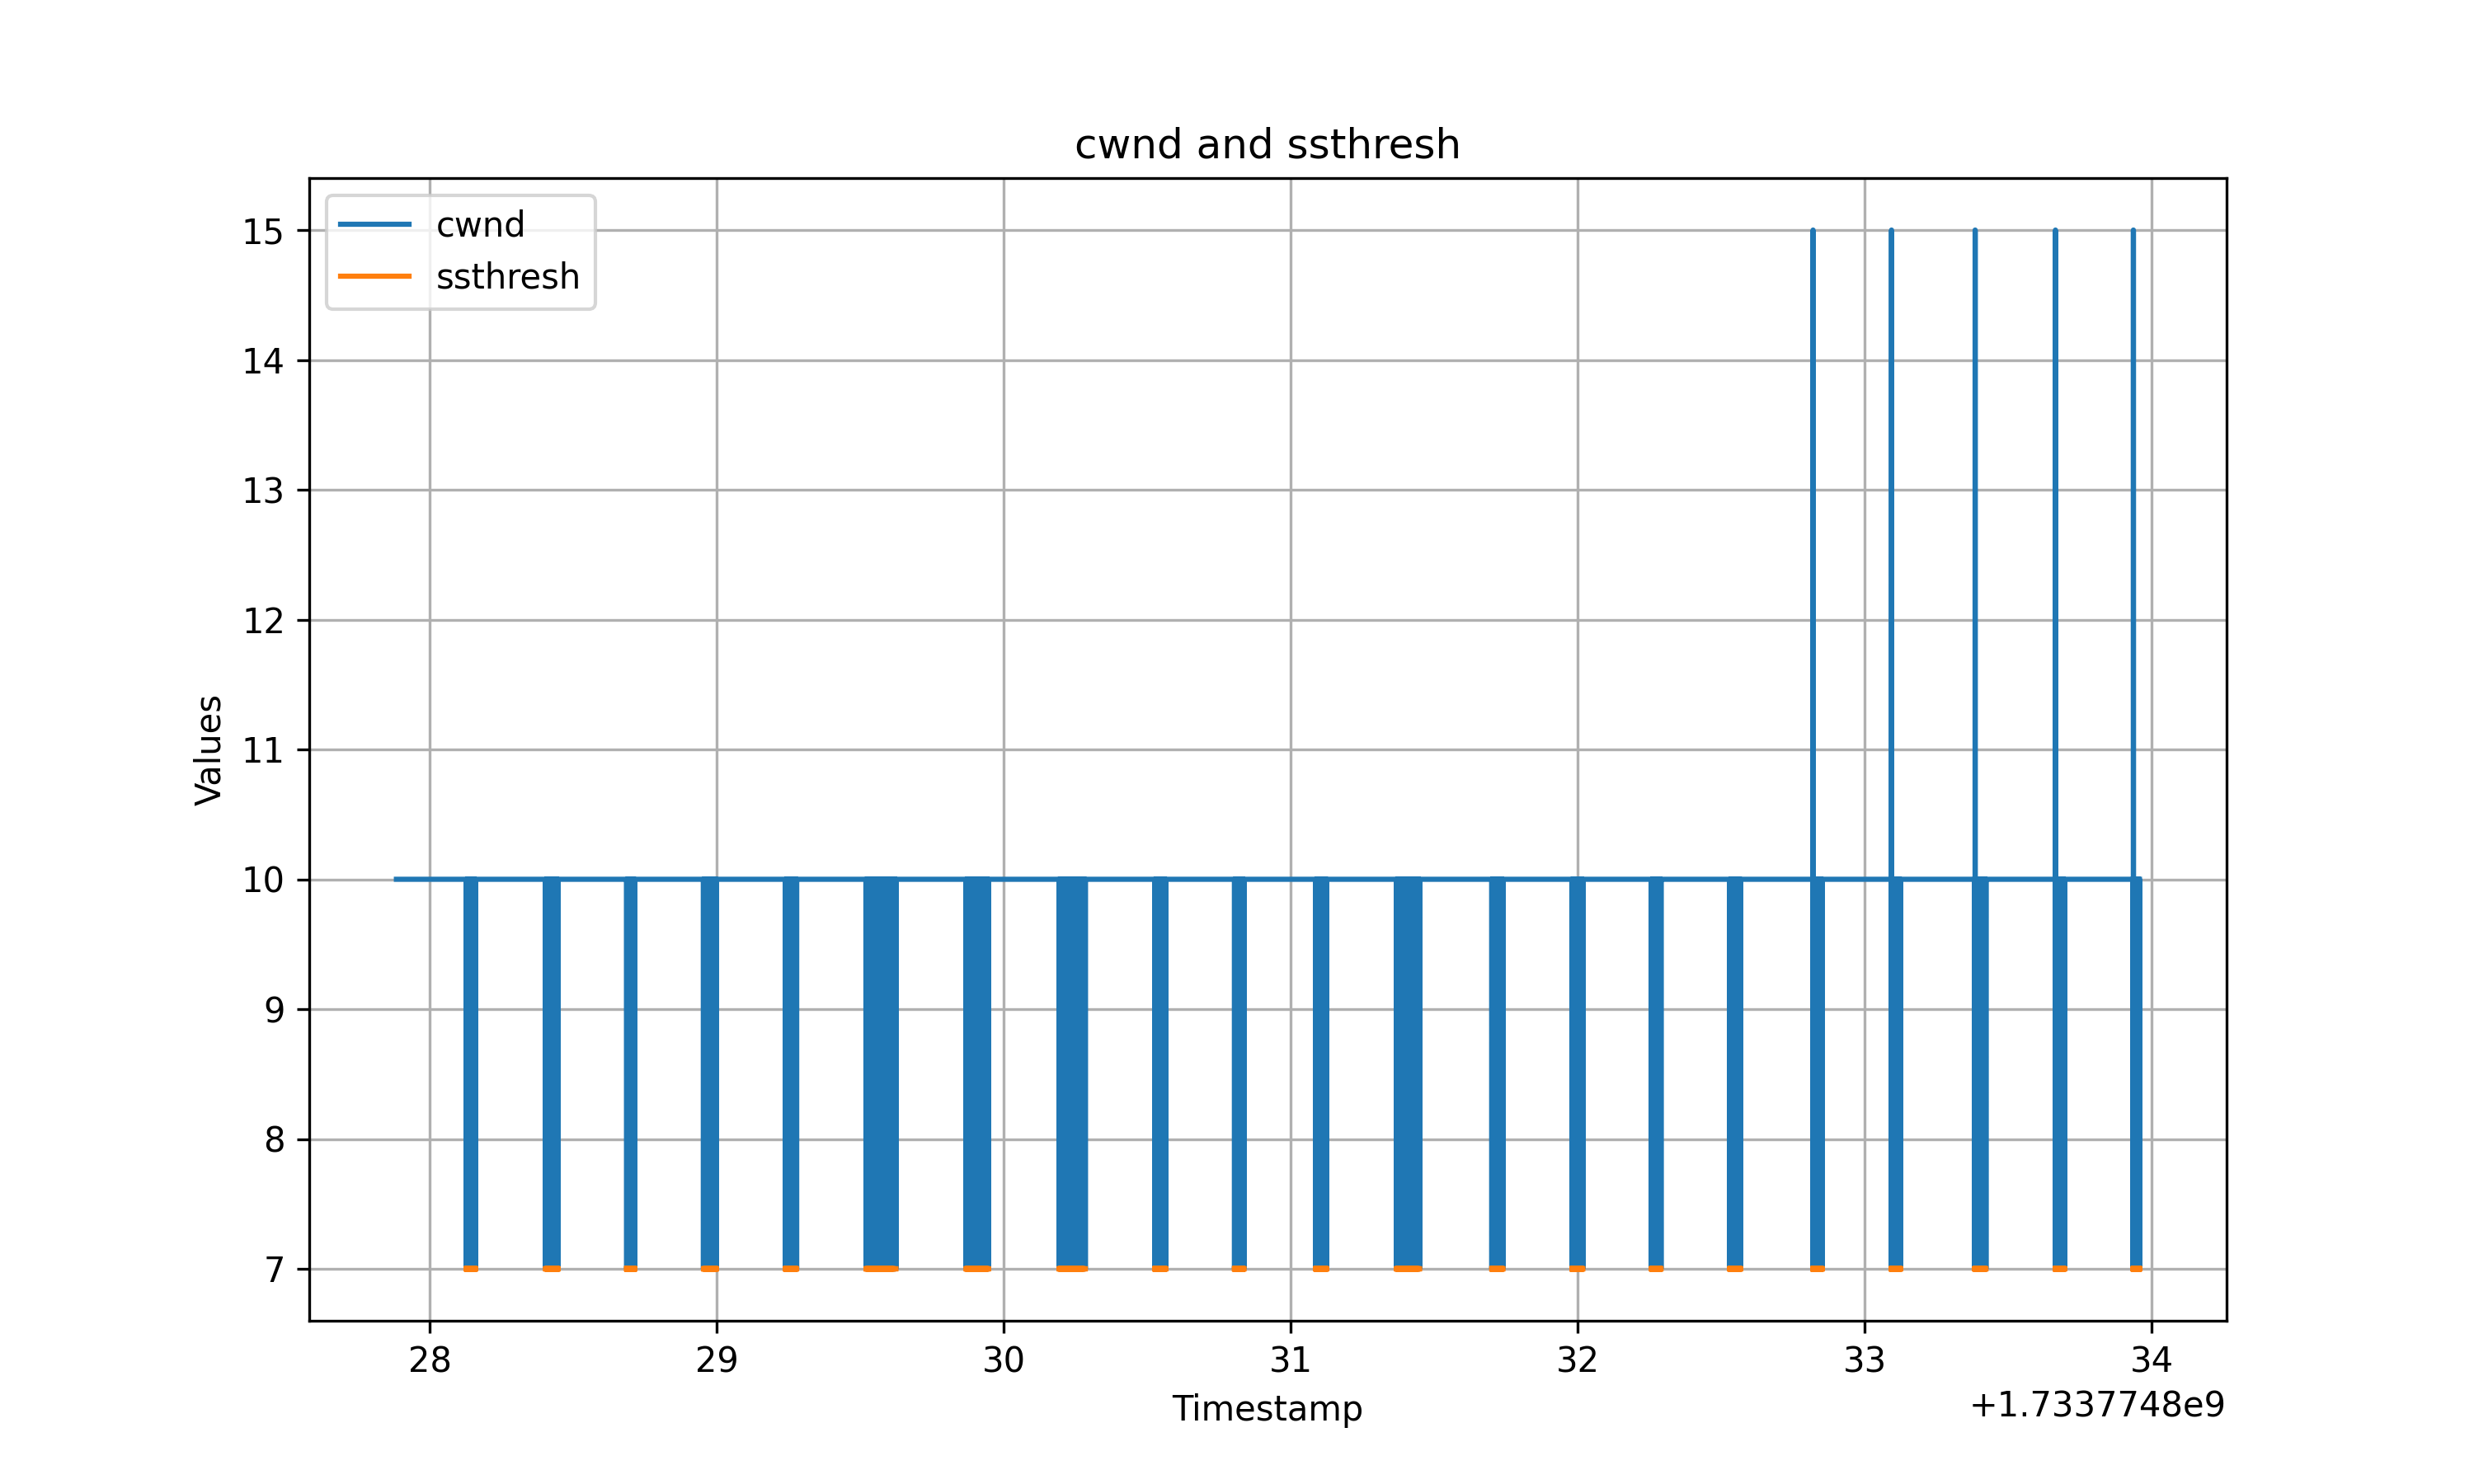 cwnd and ssthresh
cwnd
ssthresh
15
14
13
12
11
10
9
8
7
Values
28 29 30 31 32 33 34
Timestamp
+1.7337748e9